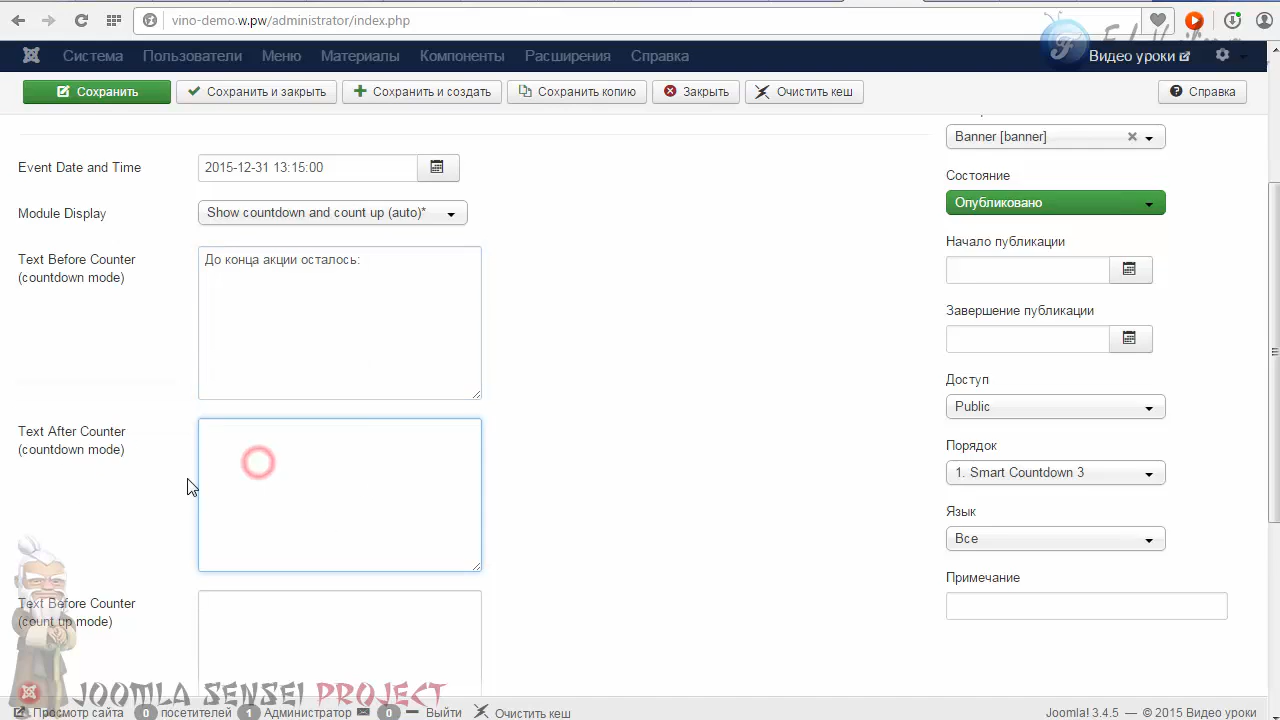 vino-demo.w.pw/administrator/index.php
Система Пользователи Меню Материалы Компоненты Расширения Справка Видео уроки
Сохранить Сохранить и закрыть Сохранить и создать Сохранить копию Закрыть Очистить кеш Справка
Event Date and Time 2015-12-31 13:15:00
Module Display Show countdown and count up (auto)*
Text Before Counter
(countdown mode)
До конца акции осталось:
Text After Counter
(countdown mode)
Text Before Counter
(count up mode)
Banner [banner]
Состояние
Опубликовано
Начало публикации
Завершение публикации
Доступ
Public
Порядок
1. Smart Countdown 3
Язык
Все
Примечание
JOOMLA SENSEI PROJECT
Просмотр сайта 0 посетителей 1 Администратор 0 Выйти Очистить кеш Joomla! 3.4.5 — © 2015 Видео уроки